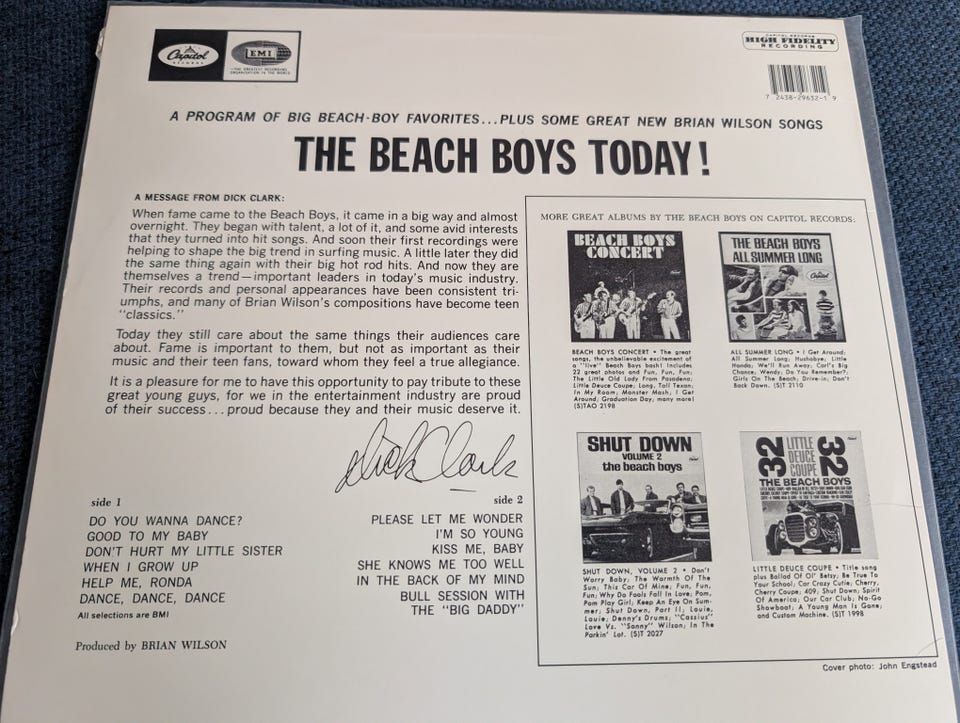 Capitol
RECORDS
EMI
THE GREATEST RECORDING
ORGANISATION IN THE WORLD
CAPITOL RECORDS
HIGH FIDELITY
RECORDING
7 2438-29632-1 9
A PROGRAM OF BIG BEACH-BOY FAVORITES...PLUS SOME GREAT NEW BRIAN WILSON SONGS
THE BEACH BOYS TODAY!
A MESSAGE FROM DICK CLARK:
When fame came to the Beach Boys, it came in a big way and almost
overnight. They began with talent, a lot of it, and some avid interests
that they turned into hit songs. And soon their first recordings were
helping to shape the big trend in surfing music. A little later they did
the same thing again with their big hot rod hits. And now they are
themselves a trend—important leaders in today's music industry.
Their records and personal appearances have been consistent tri-
umphs, and many of Brian Wilson's compositions have become teen
"classics."
Today they still care about the same things their audiences care
about. Fame is important to them, but not as important as their
music and their teen fans, toward whom they feel a true allegiance.
It is a pleasure for me to have this opportunity to pay tribute to these
great young guys, for we in the entertainment industry are proud
of their success...proud because they and their music deserve it.
Dick Clark
side 1
DO YOU WANNA DANCE?
GOOD TO MY BABY
DON'T HURT MY LITTLE SISTER
WHEN I GROW UP
HELP ME, RONDA
DANCE, DANCE, DANCE
All selections are BMI
Produced by BRIAN WILSON
side 2
PLEASE LET ME WONDER
I'M SO YOUNG
KISS ME, BABY
SHE KNOWS ME TOO WELL
IN THE BACK OF MY MIND
BULL SESSION WITH
THE "BIG DADDY"
MORE GREAT ALBUMS BY THE BEACH BOYS ON CAPITOL RECORDS:
BEACH BOYS
CONCERT
BEACH BOYS CONCERT • The great
songs, the unbelievable excitement of
a "live" Beach Boys bash! Includes
22 great photos and Fun, Fun, Fun;
The Little Old Lady From Pasadena;
Little Deuce Coupe; Long, Tall Texan;
In My Room, Monster Mash; I Get
Around; Graduation Day; many more!
(S)TAO 2198
THE BEACH BOYS
ALL SUMMER LONG
Capitol
ALL SUMMER LONG • I Get Around;
All Summer Long; Hushabye; Little
Honda; We'll Run Away; Carl's Big
Chance; Wendy; Do You Remember?;
Girls On The Beach; Drive-in; Don't
Back Down. (S)T 2110
SHUT DOWN
VOLUME 2
the beach boys
SHUT DOWN, VOLUME 2 • Don't
Worry Baby; The Warmth Of The
Sun; This Car Of Mine; Fun, Fun,
Fun; Why Do Fools Fall In Love; Pom,
Pom Play Girl; Keep An Eye On Sum-
mer; Shut Down, Part II; Louie,
Louie; Denny's Drums; "Cassius"
Love Vs. "Sonny" Wilson; In The
Parkin' Lot. (S)T 2027
32
LITTLE
DEUCE
COUPE
32
THE BEACH BOYS
LITTLE DEUCE COUPE • Title song
plus Ballad Of Ol' Betsy; Be True To
Your School; Car Crazy Cutie; Cherry,
Cherry Coupe; 409; Shut Down; Spirit
Of America; Our Car Club; No-Go
Showboat; A Young Man Is Gone;
and Custom Machine. (S)T 1998
Cover photo: John Engstead